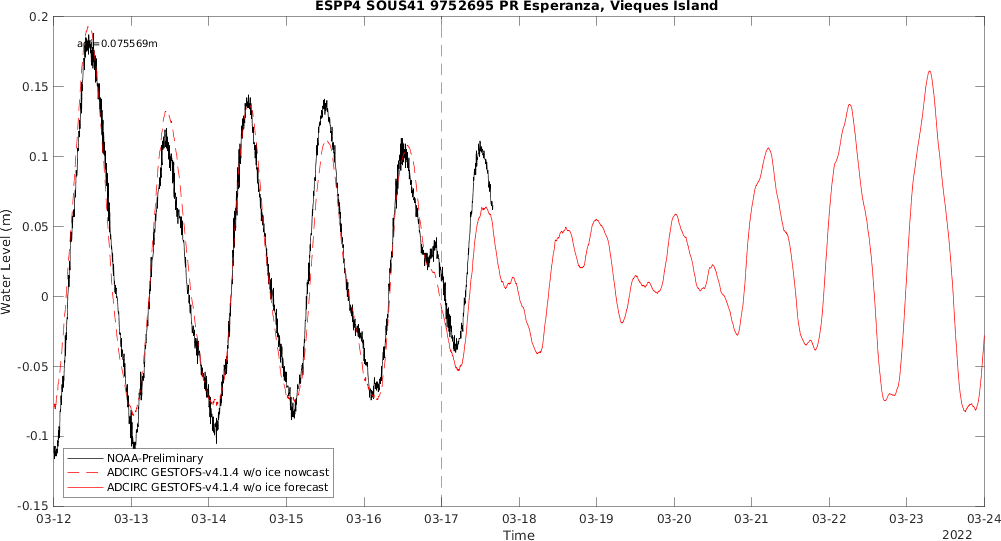 ESPP4 SOUS41 9752695 PR Esperanza, Vieques Island
=0.075569m
Water Level (m)
0.2
0.15
0.1
0.05
0
-0.05
-0.1
-0.15
NOAA-Preliminary
ADCIRC GESTOFS-v4.1.4 w/o ice nowcast
ADCIRC GESTOFS-v4.1.4 w/o ice forecast
03-12 03-13 03-14 03-15 03-16 03-17 03-18 03-19 03-20 03-21 03-22 03-23 03-24
Time
2022